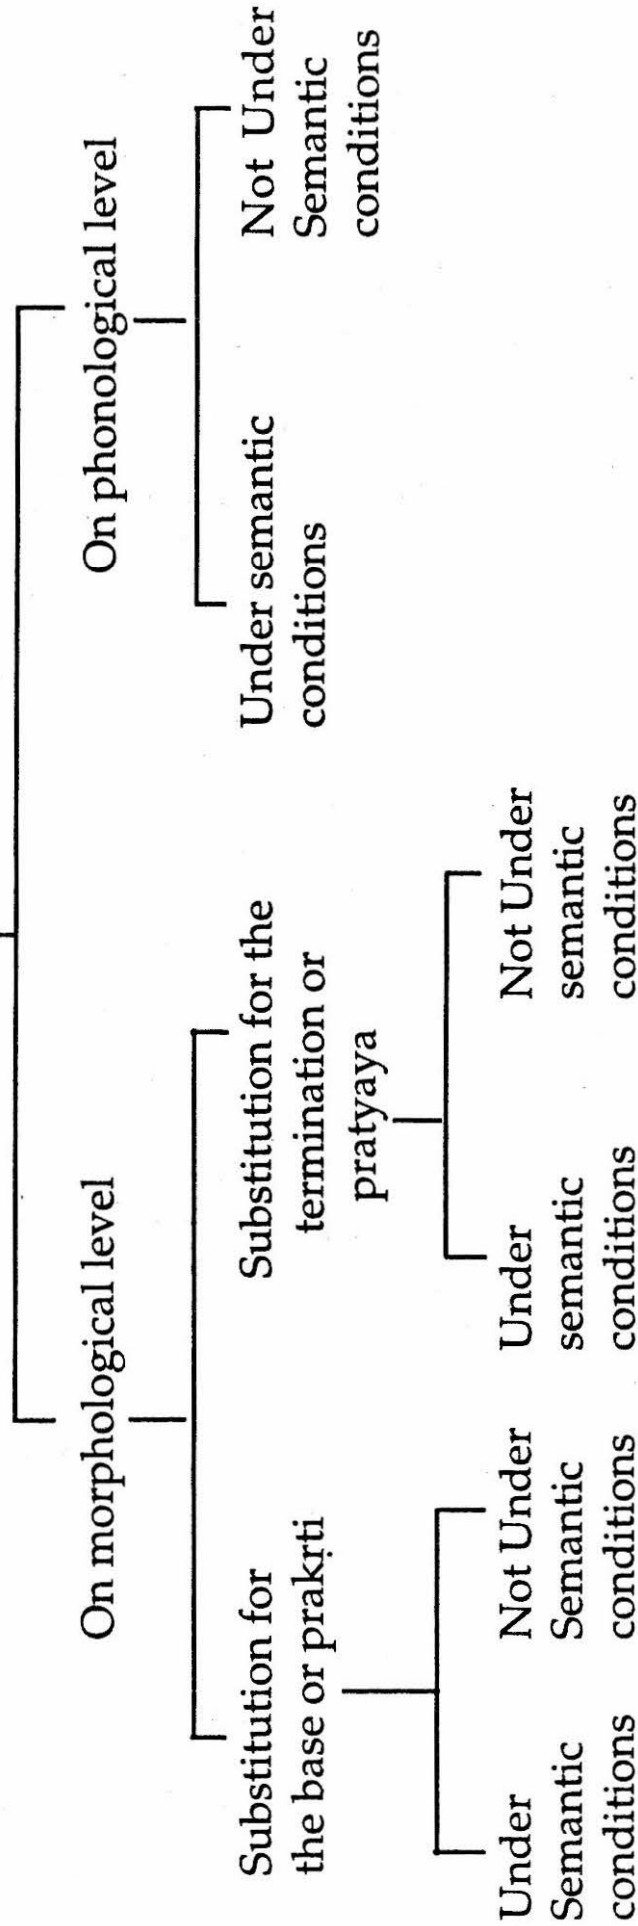 On morphological level
On phonological level
Substitution for
the base or prakṛti
Substitution for the
termination or
pratyaya
Under semantic
conditions
Not Under
Semantic
conditions
Under
Semantic
conditions
Not Under
Semantic
conditions
Under
semantic
conditions
Not Under
semantic
conditions